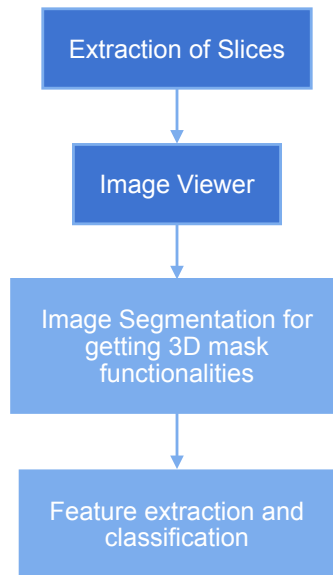 Extraction of Slices
Image Viewer
Image Segmentation for
getting 3D mask
functionalities
Feature extraction and
classification